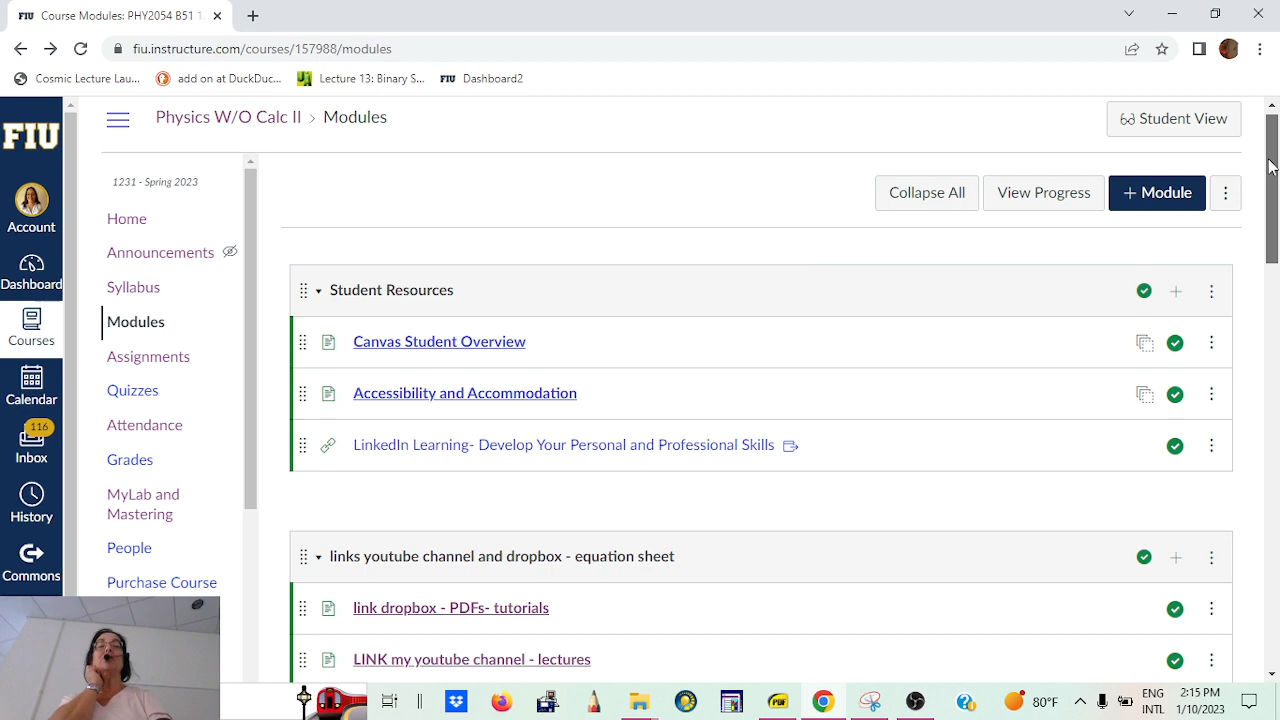 FIU Course Modules: PHY2054 B51 1
fiu.instructure.com/courses/157988/modules
Cosmic Lecture Lau... add on at DuckDuc... Lecture 13: Binary S... FIU Dashboard2
FIU
Physics W/O Calc II > Modules
Student View
1231 - Spring 2023
Collapse All View Progress + Module
Account
Dashboard
Courses
Calendar
116
Inbox
History
Commons
Home
Announcements
Syllabus
Modules
Assignments
Quizzes
Attendance
Grades
MyLab and
Mastering
People
Purchase Course
Student Resources
Canvas Student Overview
Accessibility and Accommodation
LinkedIn Learning- Develop Your Personal and Professional Skills
links youtube channel and dropbox - equation sheet
link dropbox - PDFs- tutorials
LINK my youtube channel - lectures
PDF
80°F
ENG
INTL
2:15 PM
1/10/2023